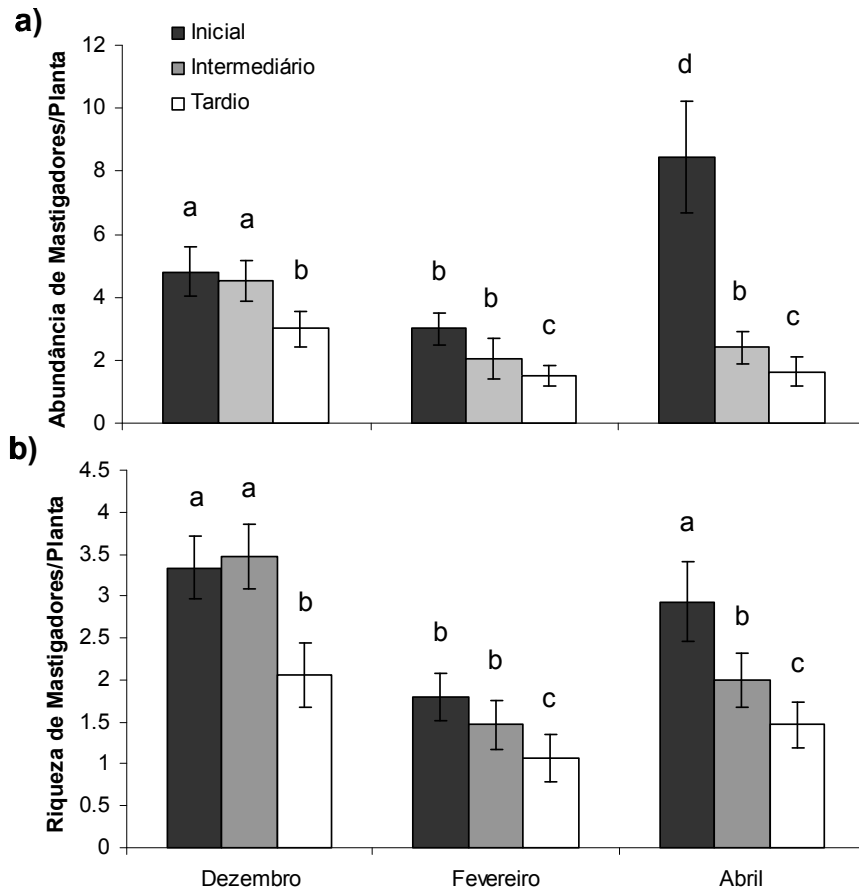 a)
Inicial
Intermediário
Tardio
Abundância de Mastigadores/Planta
12
10
8
6
4
2
0
a
a
b
b
b
c
d
b
c
b)
Riqueza de Mastigadores/Planta
4.5
4
3.5
3
2.5
2
1.5
1
0.5
0
a
a
b
b
b
c
a
b
c
Dezembro
Fevereiro
Abril